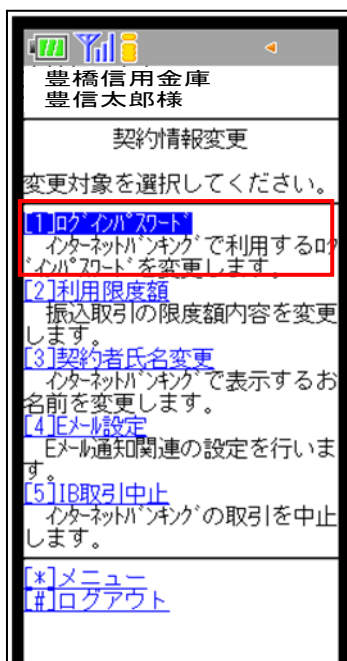 豊橋信用金庫
豊信太郎様
契約情報変更
変更対象を選択してください。
[1]ﾛｸﾞｲﾝﾊﾟｽﾜｰﾄﾞ
ｲﾝﾀｰﾈｯﾄﾊﾞﾝｷﾝｸﾞで利用するﾛｸ
ﾞｲﾝﾊﾟｽﾜｰﾄﾞを変更します。
[2]利用限度額
振込取引の限度額内容を変更
します。
[3]契約者氏名変更
ｲﾝﾀｰﾈｯﾄﾊﾞﾝｷﾝｸﾞで表示するお
名前を変更します。
[4]Eﾒｰﾙ設定
Eﾒｰﾙ通知関連の設定を行いま
す。
[5]IB取引中止
ｲﾝﾀｰﾈｯﾄﾊﾞﾝｷﾝｸﾞの取引を中止
します。
[*]メニュー
[#]ログアウト